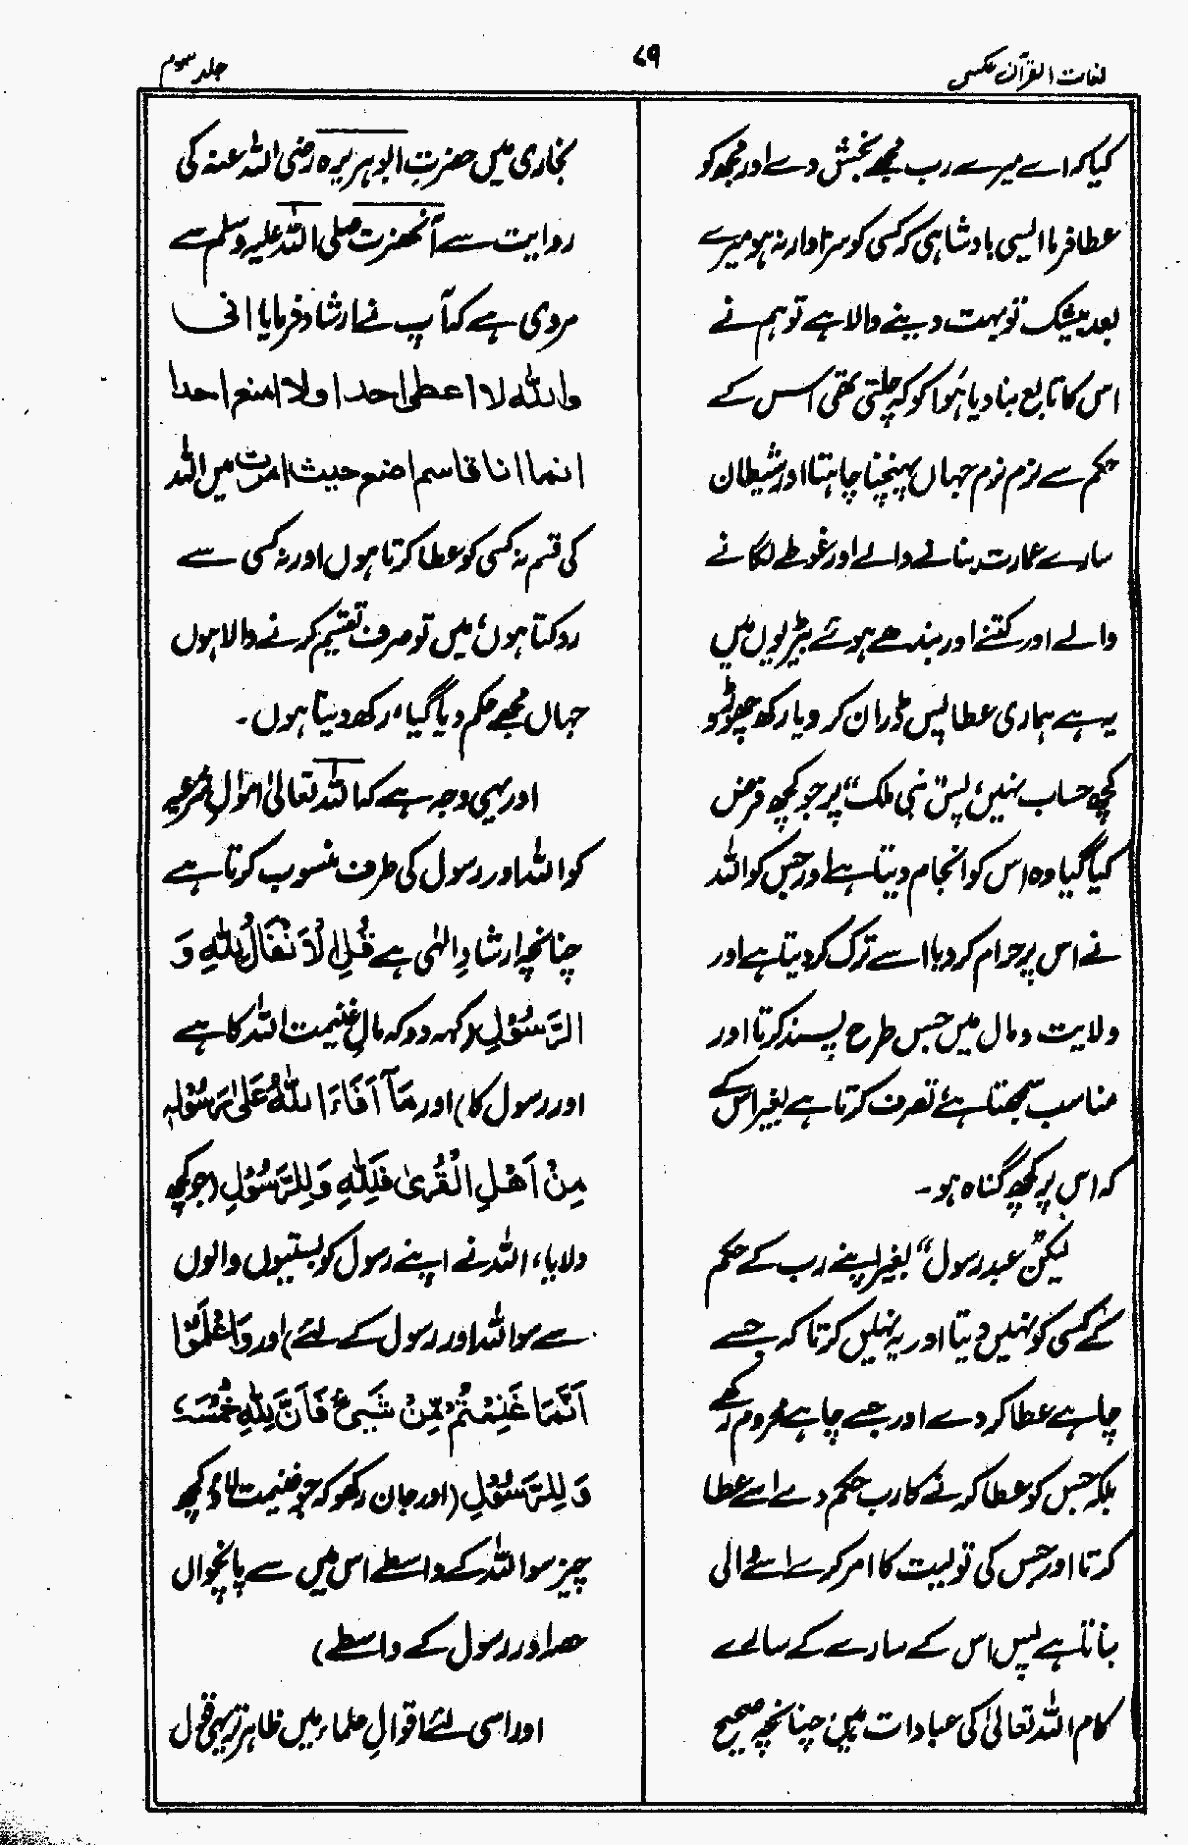 لغات القرآن عکسی
۷۹
جلد سوم
کیا کہ اے میرے رب مجھے بخش دے اور مجھ کو
عطا فرما ایسی بادشاہی کہ کسی کو سزاوار نہ ہو میرے
بعد بیشک تو بہت دینے والا ہے تو ہم نے
اس کا تابع بنا دیا ہَوا کو کہ چلتی تھی اس کے
حکم سے نرم نرم جہاں پہنچنا چاہتا اور شیطان
سارے عمارت بنانے والے اور غوطے لگانے
والے اور کتنے اور بندھے ہوئے بیڑیوں میں
یہ ہے ہماری عطا پس
کچھ حساب نہیں، پس "نبی ملک" پر جو کچھ فرض
کیا گیا وہ اس کو انجام دیتا ہے اور جس کو اللہ
نے اس پر حرام کر دیا اسے ترک کر دیتا ہے اور
ولایت و مال میں جس طرح پسند کرتا اور
مناسب سمجھتا ہے تصرف کرتا ہے بغیر اس کے
کہ اس پر کچھ گناہ ہو۔
لیکن "عبد رسول" بغیر اپنے رب کے حکم
کے کسی کو نہیں دیتا اور یہ نہیں کرتا کہ جسے
چاہے عطا کر دے اور جسے چاہے محروم رکھے
بلکہ جس کو عطا کرنے کا رب حکم دے اسے عطا
کرتا اور جس کی تولیت کا امر کرے اسے والی
بناتا ہے پس اس کے سارے کے سارے
کام اللہ تعالیٰ کی عبادات ہیں چنانچہ صحیح
بخاری میں حضرت ابوہریرہ رضی اللہ عنہ کی
روایت سے آنحضرت صلی اللہ علیہ وسلم سے
مروی ہے کہ آپ نے ارشاد فرمایا انی
واللہ لا اعطی احدا ولا امنع احدا
انما انا قاسم اضع حیث امرت میں اللہ
کی قسم نہ کسی کو عطا کرتا ہوں اور نہ کسی سے
روکتا ہوں، میں تو صرف تقسیم کرنے والا ہوں
جہاں مجھے حکم دیا گیا، رکھ دیتا ہوں۔
اور یہی وجہ ہے کہ اللہ تعالیٰ اموالِ شرعیہ
کو اللہ اور رسول کی طرف منسوب کرتا ہے
چنانچہ ارشادِ الٰہی ہے قُلِ الْاَنْفَالُ لِلّٰهِ وَ
الرَّسُوْلِ (کہہ دو کہ مالِ غنیمت اللہ کا ہے
اور رسول کا) اور مَآ اَفَاءَ اللّٰهُ عَلٰى رَسُوْلِهٖ
مِنْ اَهْلِ الْقُرٰى فَلِلّٰهِ وَلِلرَّسُوْلِ (جو کچھ
دلایا، اللہ نے اپنے رسول کو بستیوں والوں
سے سو اللہ اور رسول کے لئے) اور وَاعْلَمُوْٓا
اَنَّمَا غَنِمْتُمْ مِّنْ شَيْءٍ فَاَنَّ لِلّٰهِ خُمُسَهٗ
وَلِلرَّسُوْلِ (اور جان رکھو کہ جو غنیمت لاؤ کچھ
چیز سو اللہ کے واسطے اس میں سے پانچواں
حصہ اور رسول کے واسطے)
اور اسی لئے اقوالِ علماء میں ظاہر تر یہی قول